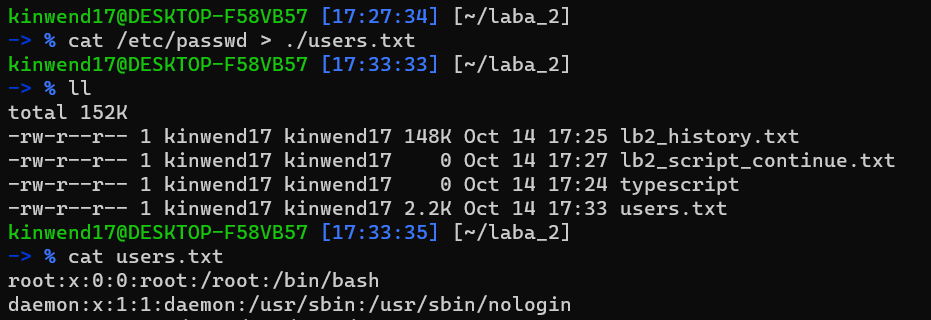 kinwend17@DESKTOP-F58VB57 [17:27:34] [~/laba_2]
-> % cat /etc/passwd > ./users.txt
kinwend17@DESKTOP-F58VB57 [17:33:33] [~/laba_2]
-> % ll
total 152K
-rw-r--r-- 1 kinwend17 kinwend17 148K Oct 14 17:25 lb2_history.txt
-rw-r--r-- 1 kinwend17 kinwend17    0 Oct 14 17:27 lb2_script_continue.txt
-rw-r--r-- 1 kinwend17 kinwend17    0 Oct 14 17:24 typescript
-rw-r--r-- 1 kinwend17 kinwend17 2.2K Oct 14 17:33 users.txt
kinwend17@DESKTOP-F58VB57 [17:33:35] [~/laba_2]
-> % cat users.txt
root:x:0:0:root:/root:/bin/bash
daemon:x:1:1:daemon:/usr/sbin:/usr/sbin/nologin